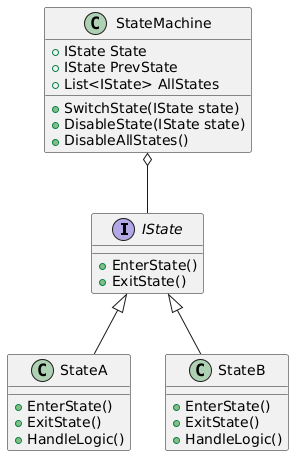 C StateMachine
IState State
IState PrevState
List<IState> AllStates
SwitchState(IState state)
DisableState(IState state)
DisableAllStates()
I IState
EnterState()
ExitState()
C StateA
EnterState()
ExitState()
HandleLogic()
C StateB
EnterState()
ExitState()
HandleLogic()